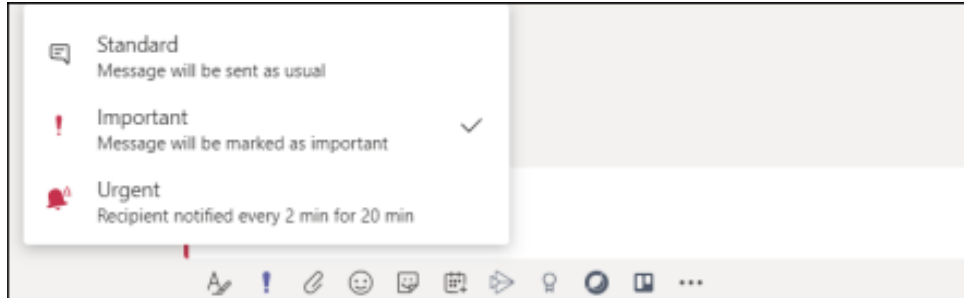 Standard
Message will be sent as usual
Important
Message will be marked as important
Urgent
Recipient notified every 2 min for 20 min